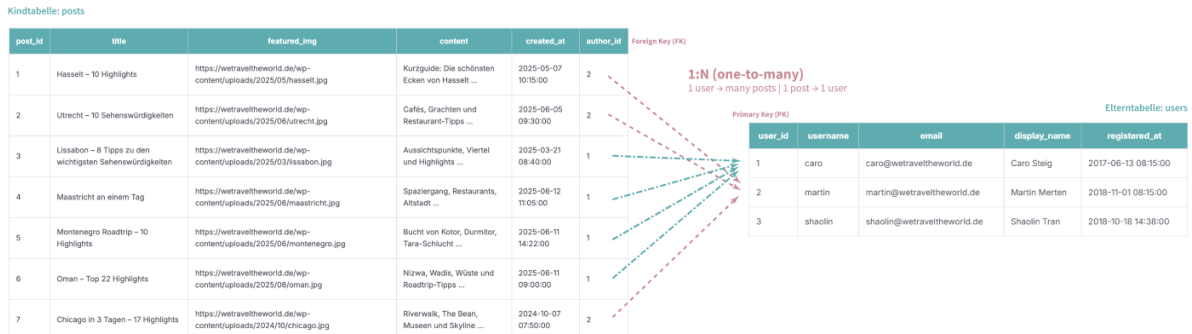 Kindtabelle: posts
post_id title featured_img content created_at author_id
Foreign Key (FK)
1 Hasselt – 10 Highlights https://wetraveltheworld.de/wp- Kurzguide: Die schönsten 2025-05-07 2
content/uploads/2025/05/hasselt.jpg Ecken von Hasselt ... 10:15:00
2 Utrecht – 10 Sehenswürdigkeiten https://wetraveltheworld.de/wp- Cafés, Grachten und 2025-06-05 2
content/uploads/2025/06/utrecht.jpg Restaurant-Tipps ... 09:30:00
3 Lissabon – 8 Tipps zu den https://wetraveltheworld.de/wp- Aussichtspunkte, Viertel 2025-03-21 1
wichtigsten Sehenswürdigkeiten content/uploads/2025/03/lissabon.jpg und Highlights ... 08:40:00
4 Maastricht an einem Tag https://wetraveltheworld.de/wp- Spaziergang, Restaurants, 2025-06-12 1
content/uploads/2025/06/maastricht.jpg Altstadt ... 11:05:00
5 Montenegro Roadtrip – 10 https://wetraveltheworld.de/wp- Bucht von Kotor, Durmitor, 2025-06-11 1
Highlights content/uploads/2025/06/montenegro.jpg Tara-Schlucht ... 14:22:00
6 Oman – Top 22 Highlights https://wetraveltheworld.de/wp- Nizwa, Wadis, Wüste und 2025-06-11 1
content/uploads/2025/06/oman.jpg Roadtrip-Tipps ... 09:00:00
7 Chicago in 3 Tagen – 17 Highlights https://wetraveltheworld.de/wp- Riverwalk, The Bean, 2024-10-07 2
content/uploads/2024/10/chicago.jpg Museen und Skyline ... 07:50:00
1:N (one-to-many)
1 user → many posts | 1 post → 1 user
Elterntabelle: users
Primary Key (PK)
user_id username email display_name registered_at
1 caro caro@wetraveltheworld.de Caro Steig 2017-06-13 08:15:00
2 martin martin@wetraveltheworld.de Martin Merten 2018-11-01 08:15:00
3 shaolin shaolin@wetraveltheworld.de Shaolin Tran 2018-10-18 14:38:00